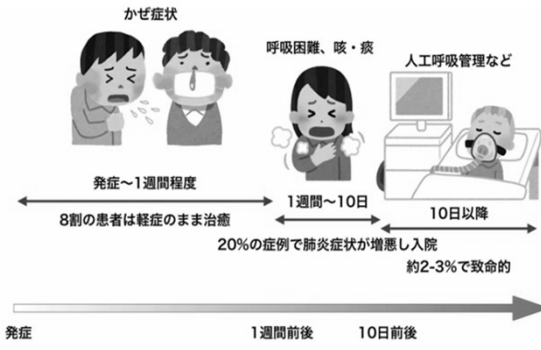 かぜ症状
呼吸困難、咳・痰
人工呼吸管理など
発症〜1週間程度
8割の患者は軽症のまま治癒
1週間〜10日
20%の症例で肺炎症状が増悪し入院
10日以降
約2-3%で致命的
発症
1週間前後
10日前後